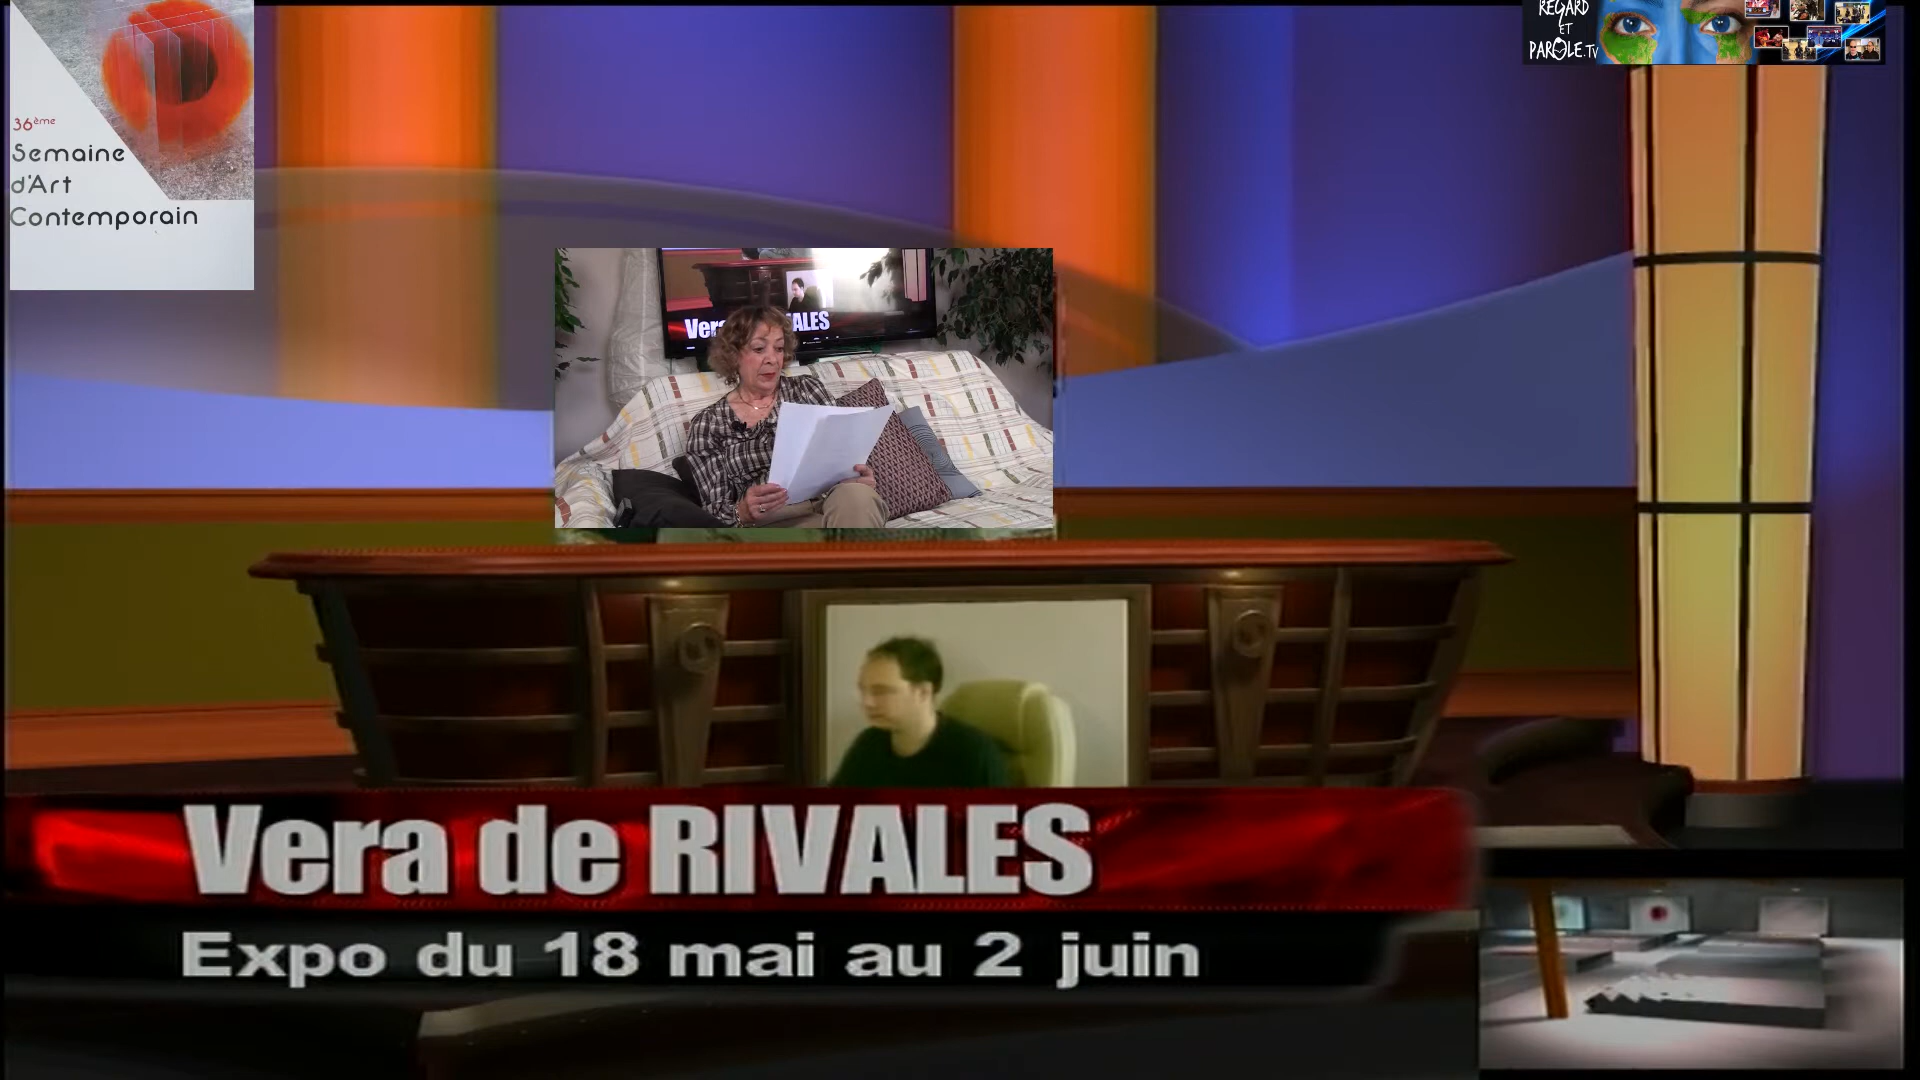 36ème
Semaine
d'Art
Contemporain
REGARD
ET
PAROLE.TV
Vera de RIVALES
Expo du 18 mai au 2 juin